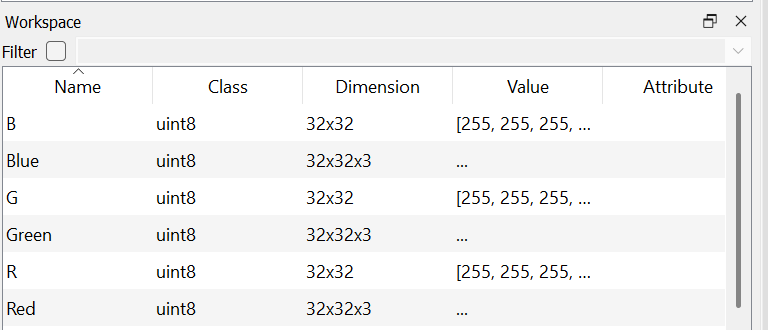 Workspace
Filter
Name Class Dimension Value Attribute
B uint8 32x32 [255, 255, 255, ...
Blue uint8 32x32x3 ...
G uint8 32x32 [255, 255, 255, ...
Green uint8 32x32x3 ...
R uint8 32x32 [255, 255, 255, ...
Red uint8 32x32x3 ...